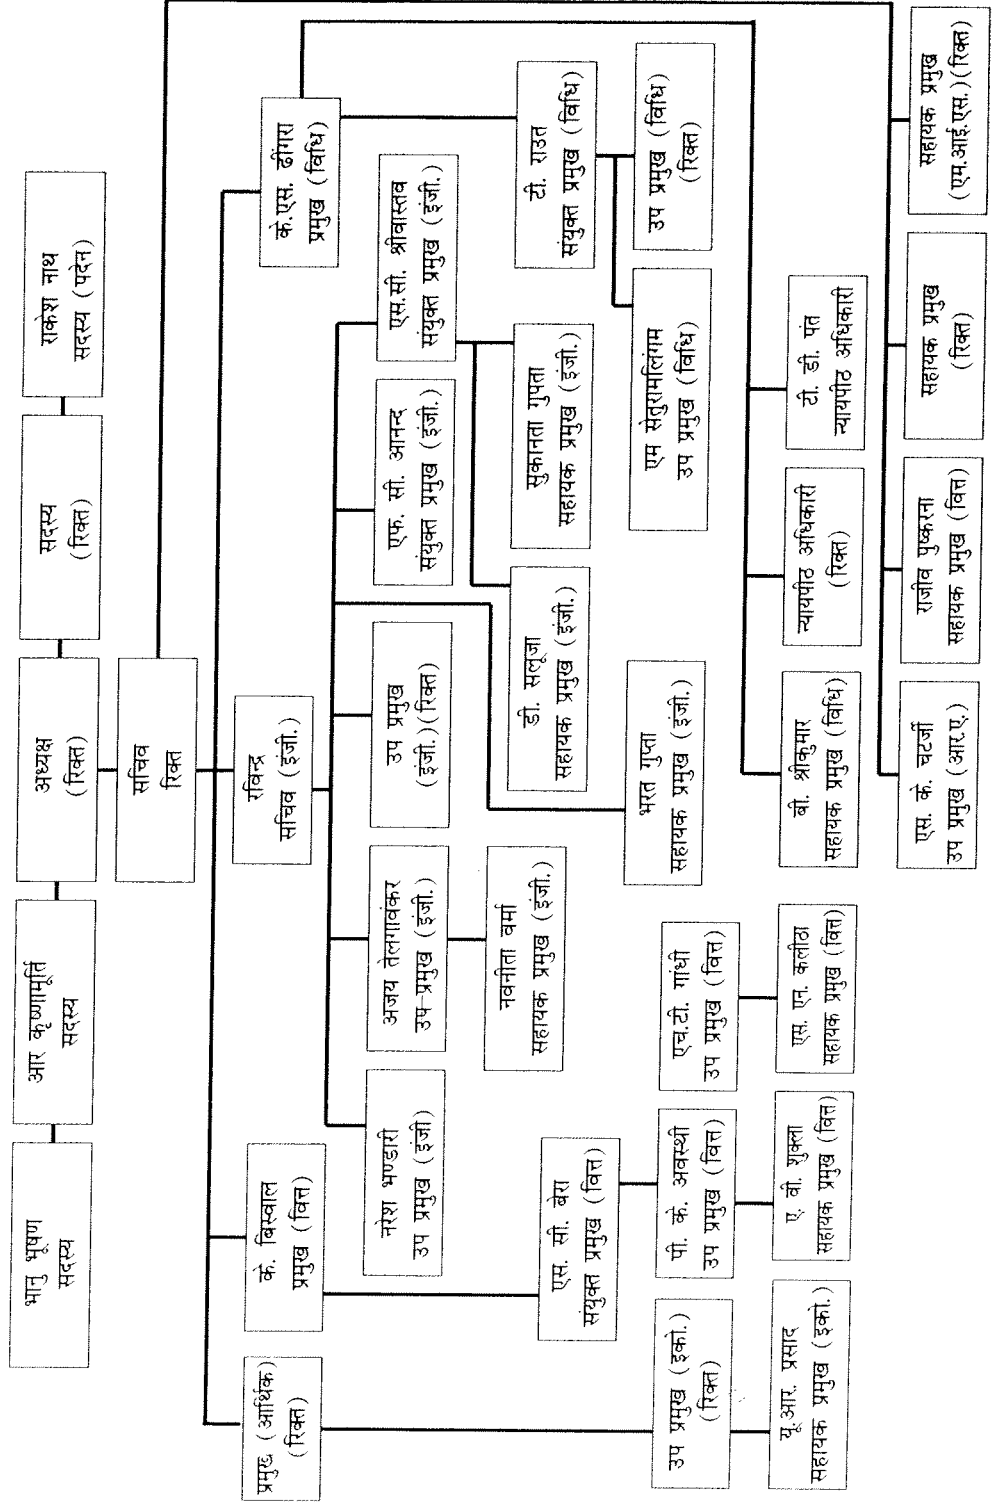 भानु भूषण
सदस्य
आर कृष्णामूर्ति
सदस्य
अध्यक्ष
(रिक्त)
सदस्य
(रिक्त)
राकेश नाथ
सदस्य (पदेन)
सचिव
रिक्त
प्रमुख (आर्थिक)
(रिक्त)
के. बिस्वाल
प्रमुख (वित्त)
रविन्द्र
सचिव (इंजी.)
के.एस. ढींगरा
प्रमुख (विधि)
नरेश भण्डारी
उप प्रमुख (इंजी)
अजय तेलगावंकर
उप-प्रमुख (इंजी.)
उप प्रमुख
(इंजी.)(रिक्त)
एफ. सी. आनन्द
संयुक्त प्रमुख (इंजी.)
एस.सी. श्रीवास्तव
संयुक्त प्रमुख (इंजी.)
नवनीता वर्मा
सहायक प्रमुख (इंजी.)
डी. सलूजा
सहायक प्रमुख (इंजी.)
सुकानता गुपता
सहायक प्रमुख (इंजी.)
टी. राउत
संयुक्त प्रमुख (विधि)
एस. सी. बेरा
संयुक्त प्रमुख (वित्त)
भरत गुप्ता
सहायक प्रमुख (इंजी.)
एम सेतुरामलिंगम
उप प्रमुख (विधि)
उप प्रमुख (विधि)
(रिक्त)
उप प्रमुख (इको.)
(रिक्त)
पी. के. अवस्थी
उप प्रमुख (वित्त)
एच.टी. गांधी
उप प्रमुख (वित्त)
यू.आर. प्रसाद
सहायक प्रमुख (इको.)
ए. वी. शुक्ला
सहायक प्रमुख (वित्त)
एस. एन. कलीठा
सहायक प्रमुख (वित्त)
बी. श्रीकुमार
सहायक प्रमुख (विधि)
न्यायपीठ अधिकारी
(रिक्त)
टी. डी. पंत
न्यायपीठ अधिकारी
एस. के. चटर्जी
उप प्रमुख (आर.ए.)
राजीव पुष्करना
सहायक प्रमुख (वित्त)
सहायक प्रमुख
(रिक्त)
सहायक प्रमुख
(एम.आई.एस.)(रिक्त)